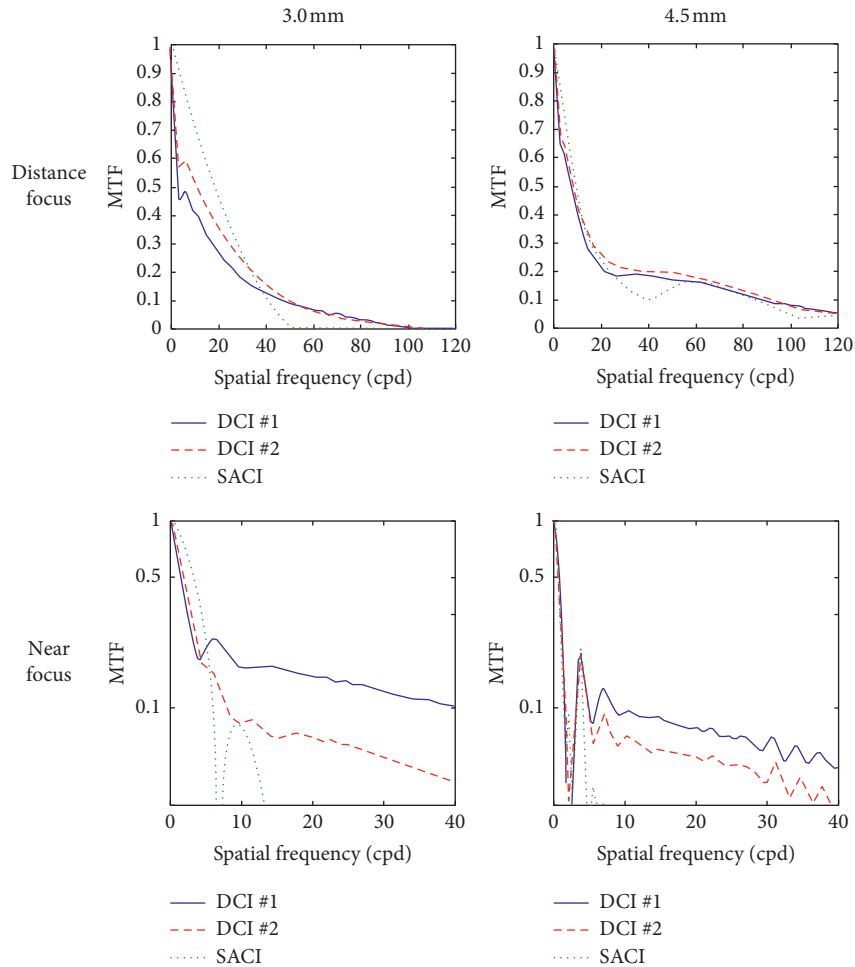 3.0 mm
4.5 mm
Distance
focus
MTF
1
0.9
0.8
0.7
0.6
0.5
0.4
0.3
0.2
0.1
0
0 20 40 60 80 100 120
Spatial frequency (cpd)
DCI #1
DCI #2
SACI
MTF
1
0.9
0.8
0.7
0.6
0.5
0.4
0.3
0.2
0.1
0
0 20 40 60 80 100 120
Spatial frequency (cpd)
DCI #1
DCI #2
SACI
Near
focus
MTF
1
0.5
0.1
0 10 20 30 40
Spatial frequency (cpd)
DCI #1
DCI #2
SACI
MTF
1
0.5
0.1
0 10 20 30 40
Spatial frequency (cpd)
DCI #1
DCI #2
SACI